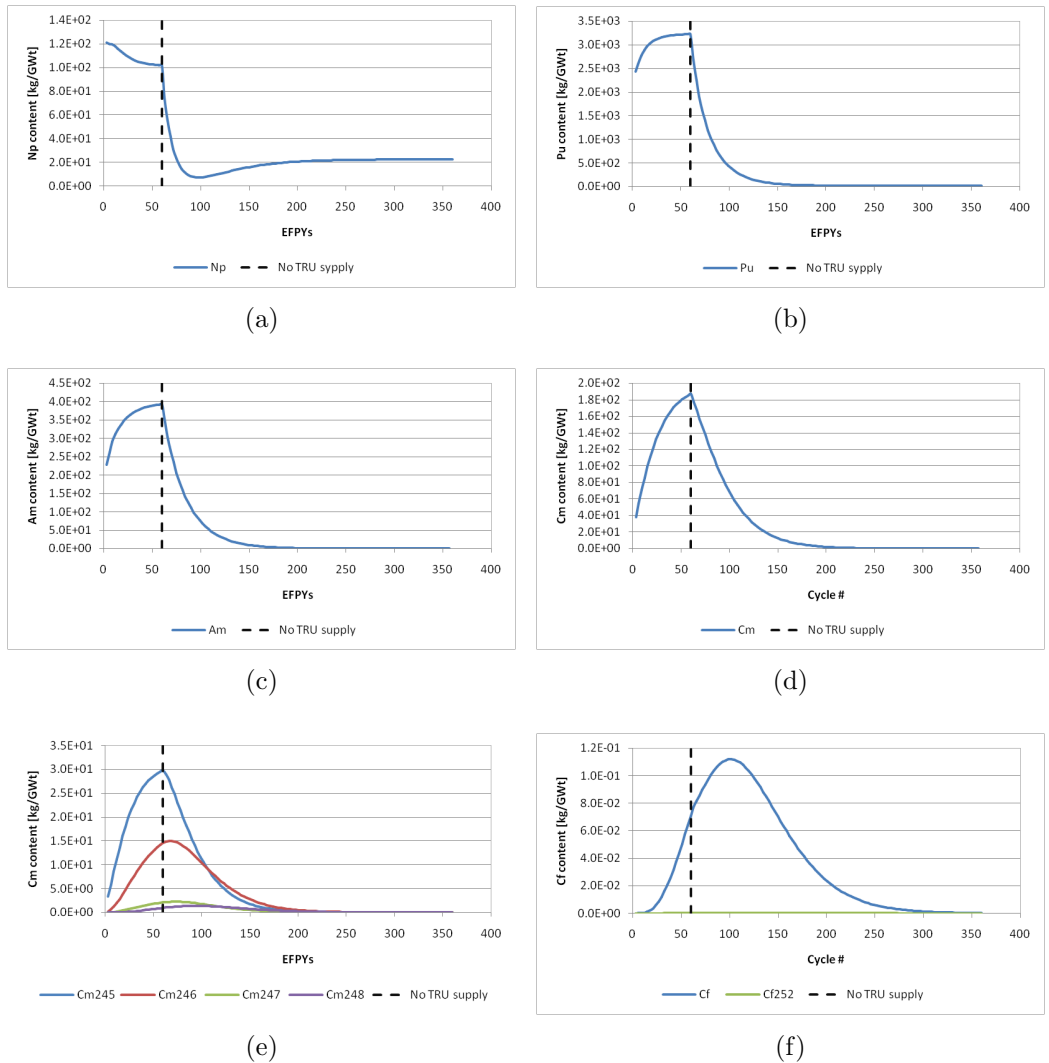 1.4E+02
1.2E+02
1.0E+02
8.0E+01
6.0E+01
4.0E+01
2.0E+01
0.0E+00
Np content [kg/GWt]
0 50 100 150 200 250 300 350 400
EFPYs
Np No TRU sypply
(a)
3.5E+03
3.0E+03
2.5E+03
2.0E+03
1.5E+03
1.0E+03
5.0E+02
0.0E+00
Pu content [kg/GWt]
0 50 100 150 200 250 300 350 400
EFPYs
Pu No TRU sypply
(b)
4.5E+02
4.0E+02
3.5E+02
3.0E+02
2.5E+02
2.0E+02
1.5E+02
1.0E+02
5.0E+01
0.0E+00
Am content [kg/GWt]
0 50 100 150 200 250 300 350 400
EFPYs
Am No TRU supply
(c)
2.0E+02
1.8E+02
1.6E+02
1.4E+02
1.2E+02
1.0E+02
8.0E+01
6.0E+01
4.0E+01
2.0E+01
0.0E+00
Cm content [kg/GWt]
0 50 100 150 200 250 300 350 400
Cycle #
Cm No TRU supply
(d)
3.5E+01
3.0E+01
2.5E+01
2.0E+01
1.5E+01
1.0E+01
5.0E+00
0.0E+00
Cm content [kg/GWt]
0 50 100 150 200 250 300 350 400
EFPYs
Cm245 Cm246 Cm247 Cm248 No TRU supply
(e)
1.2E-01
1.0E-01
8.0E-02
6.0E-02
4.0E-02
2.0E-02
0.0E+00
Cf content [kg/GWt]
0 50 100 150 200 250 300 350 400
Cycle #
Cf Cf252 No TRU supply
(f)